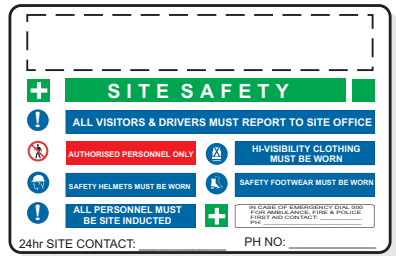 SITE SAFETY
ALL VISITORS & DRIVERS MUST REPORT TO SITE OFFICE
AUTHORISED PERSONNEL ONLY
HI-VISIBILITY CLOTHING
MUST BE WORN
SAFETY HELMETS MUST BE WORN
SAFETY FOOTWEAR MUST BE WORN
ALL PERSONNEL MUST
BE SITE INDUCTED
IN CASE OF EMERGENCY DIAL 000
FOR AMBULANCE, FIRE & POLICE
FIRST AID CONTACT:
PH:
24hr SITE CONTACT:
PH NO: